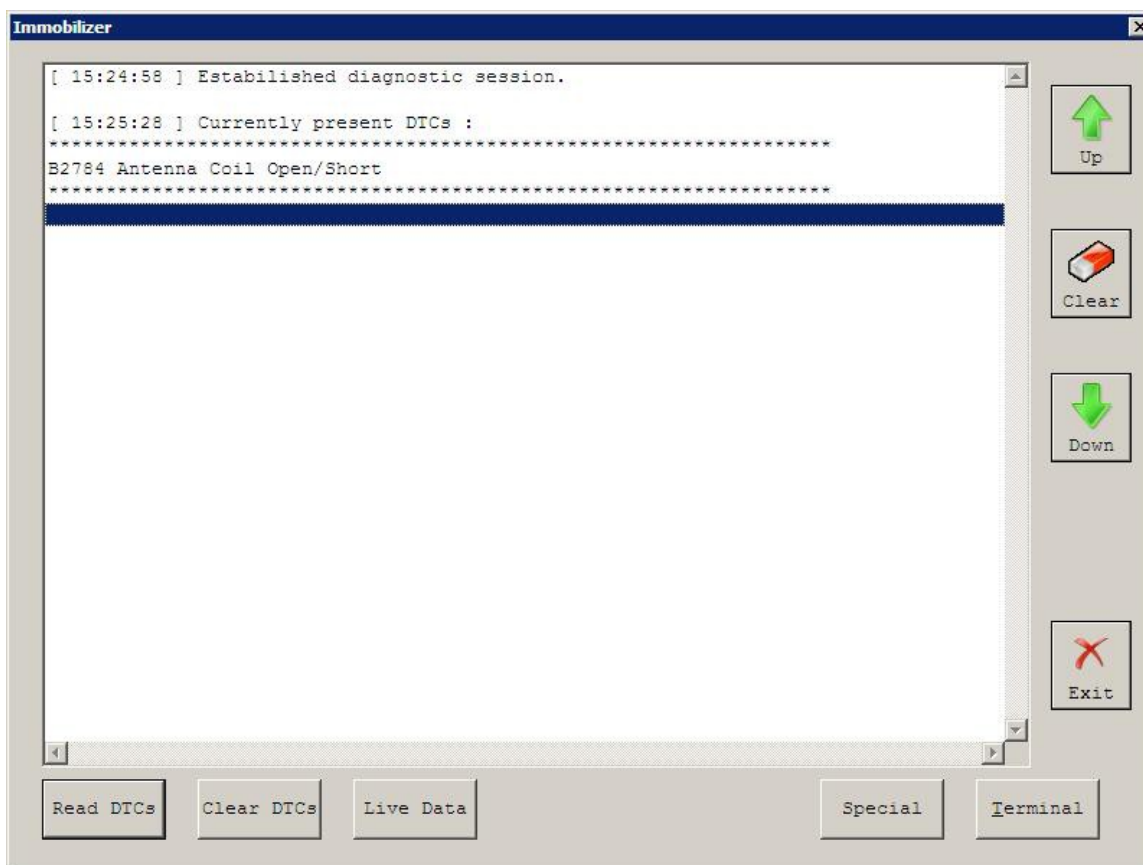 Immobilizer
[ 15:24:58 ] Estabilished diagnostic session.
[ 15:25:28 ] Currently present DTCs :
********************************************************************
B2784 Antenna Coil Open/Short
********************************************************************
Up
Clear
Down
Exit
Read DTCs
Clear DTCs
Live Data
Special
Terminal